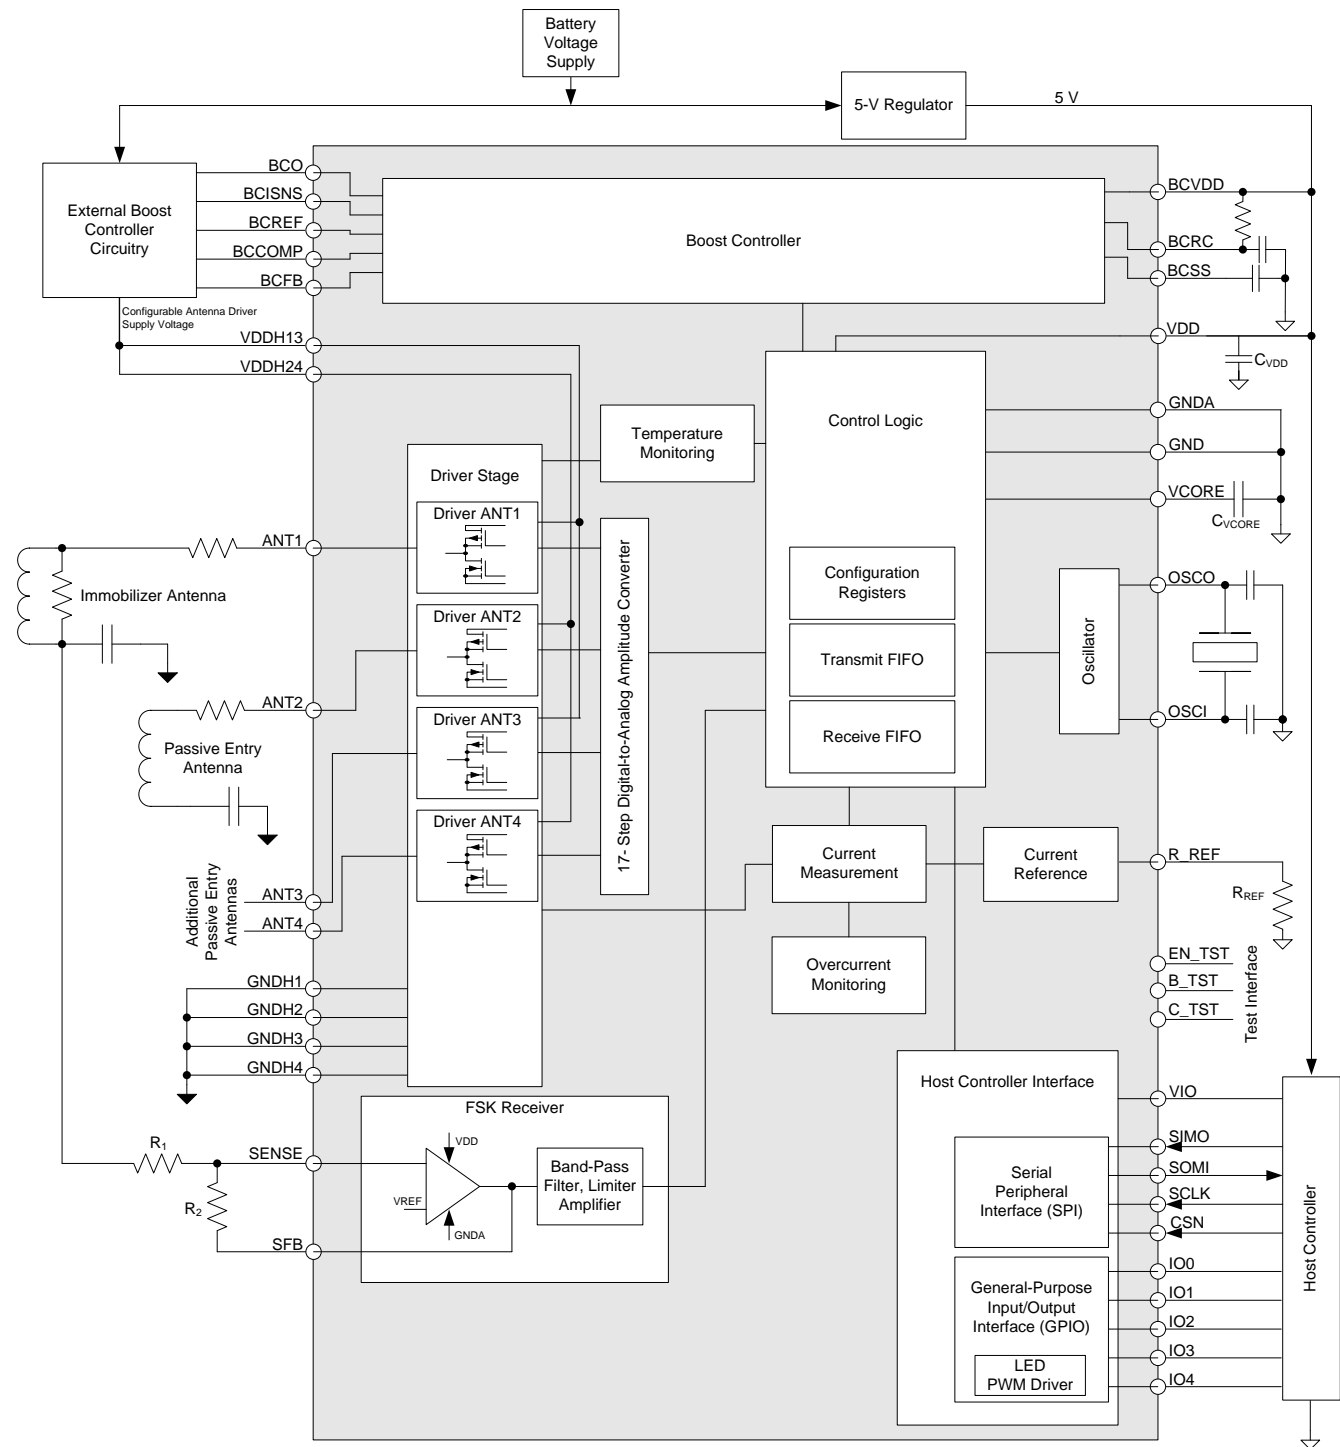 Battery
Voltage
Supply
5-V Regulator
5 V
External Boost
Controller
Circuitry
BCO
BCISNS
BCREF
BCCOMP
BCFB
Boost Controller
BCVDD
BCRC
BCSS
Configurable Antenna Driver
Supply Voltage
VDDH13
VDDH24
VDD
CVDD
Temperature
Monitoring
Control Logic
GNDA
GND
VCORE
CVCORE
Driver Stage
Driver ANT1
Driver ANT2
Driver ANT3
Driver ANT4
17- Step Digital-to-Analog Amplitude Converter
Configuration
Registers
Transmit FIFO
Receive FIFO
Oscillator
OSCO
OSCI
ANT1
Immobilizer Antenna
ANT2
Passive Entry
Antenna
Additional
Passive Entry
Antennas
ANT3
ANT4
Current
Measurement
Current
Reference
R_REF
RREF
Overcurrent
Monitoring
EN_TST
B_TST
C_TST
Test Interface
GNDH1
GNDH2
GNDH3
GNDH4
FSK Receiver
VDD
VREF
GNDA
Band-Pass
Filter, Limiter
Amplifier
R1
R2
SENSE
SFB
Host Controller Interface
Serial
Peripheral
Interface (SPI)
General-Purpose
Input/Output
Interface (GPIO)
LED
PWM Driver
VIO
SIMO
SOMI
SCLK
CSN
IO0
IO1
IO2
IO3
IO4
Host Controller